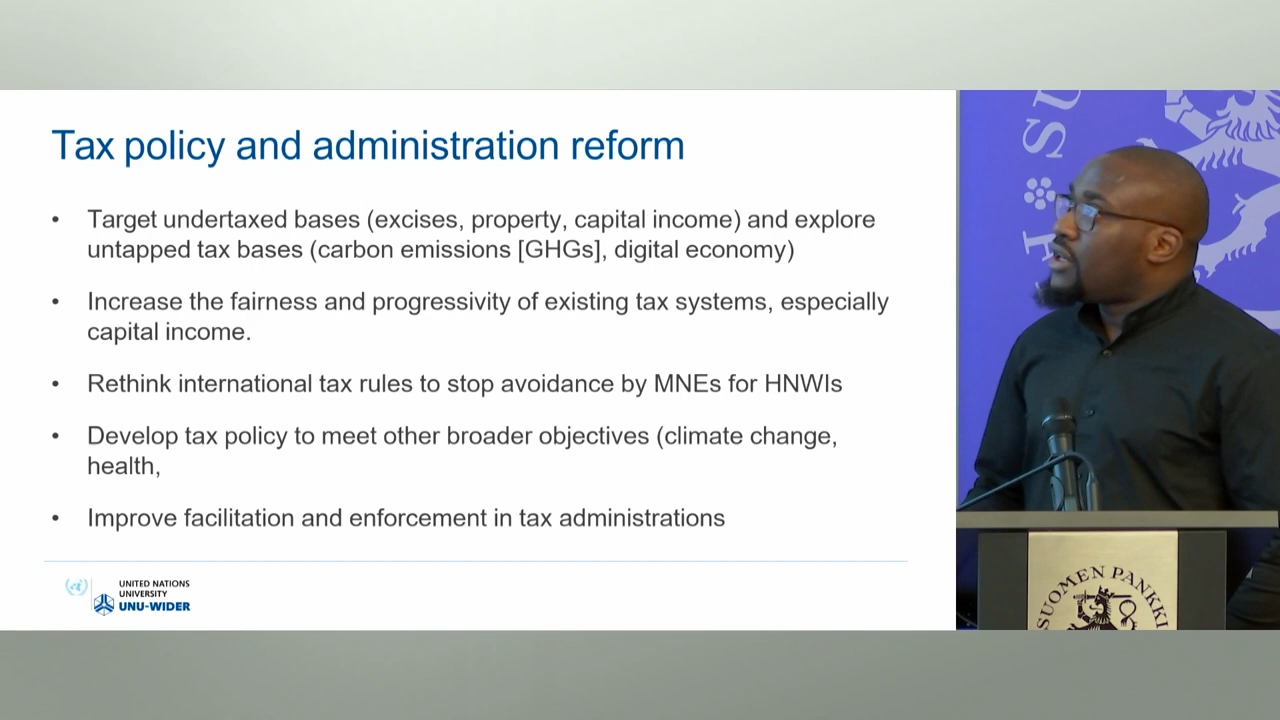 Tax policy and administration reform
• Target undertaxed bases (excises, property, capital income) and explore
untapped tax bases (carbon emissions [GHGs], digital economy)
• Increase the fairness and progressivity of existing tax systems, especially
capital income.
• Rethink international tax rules to stop avoidance by MNEs for HNWIs
• Develop tax policy to meet other broader objectives (climate change,
health,
• Improve facilitation and enforcement in tax administrations
UNITED NATIONS
UNIVERSITY
UNU-WIDER
SUOMEN PANKKI